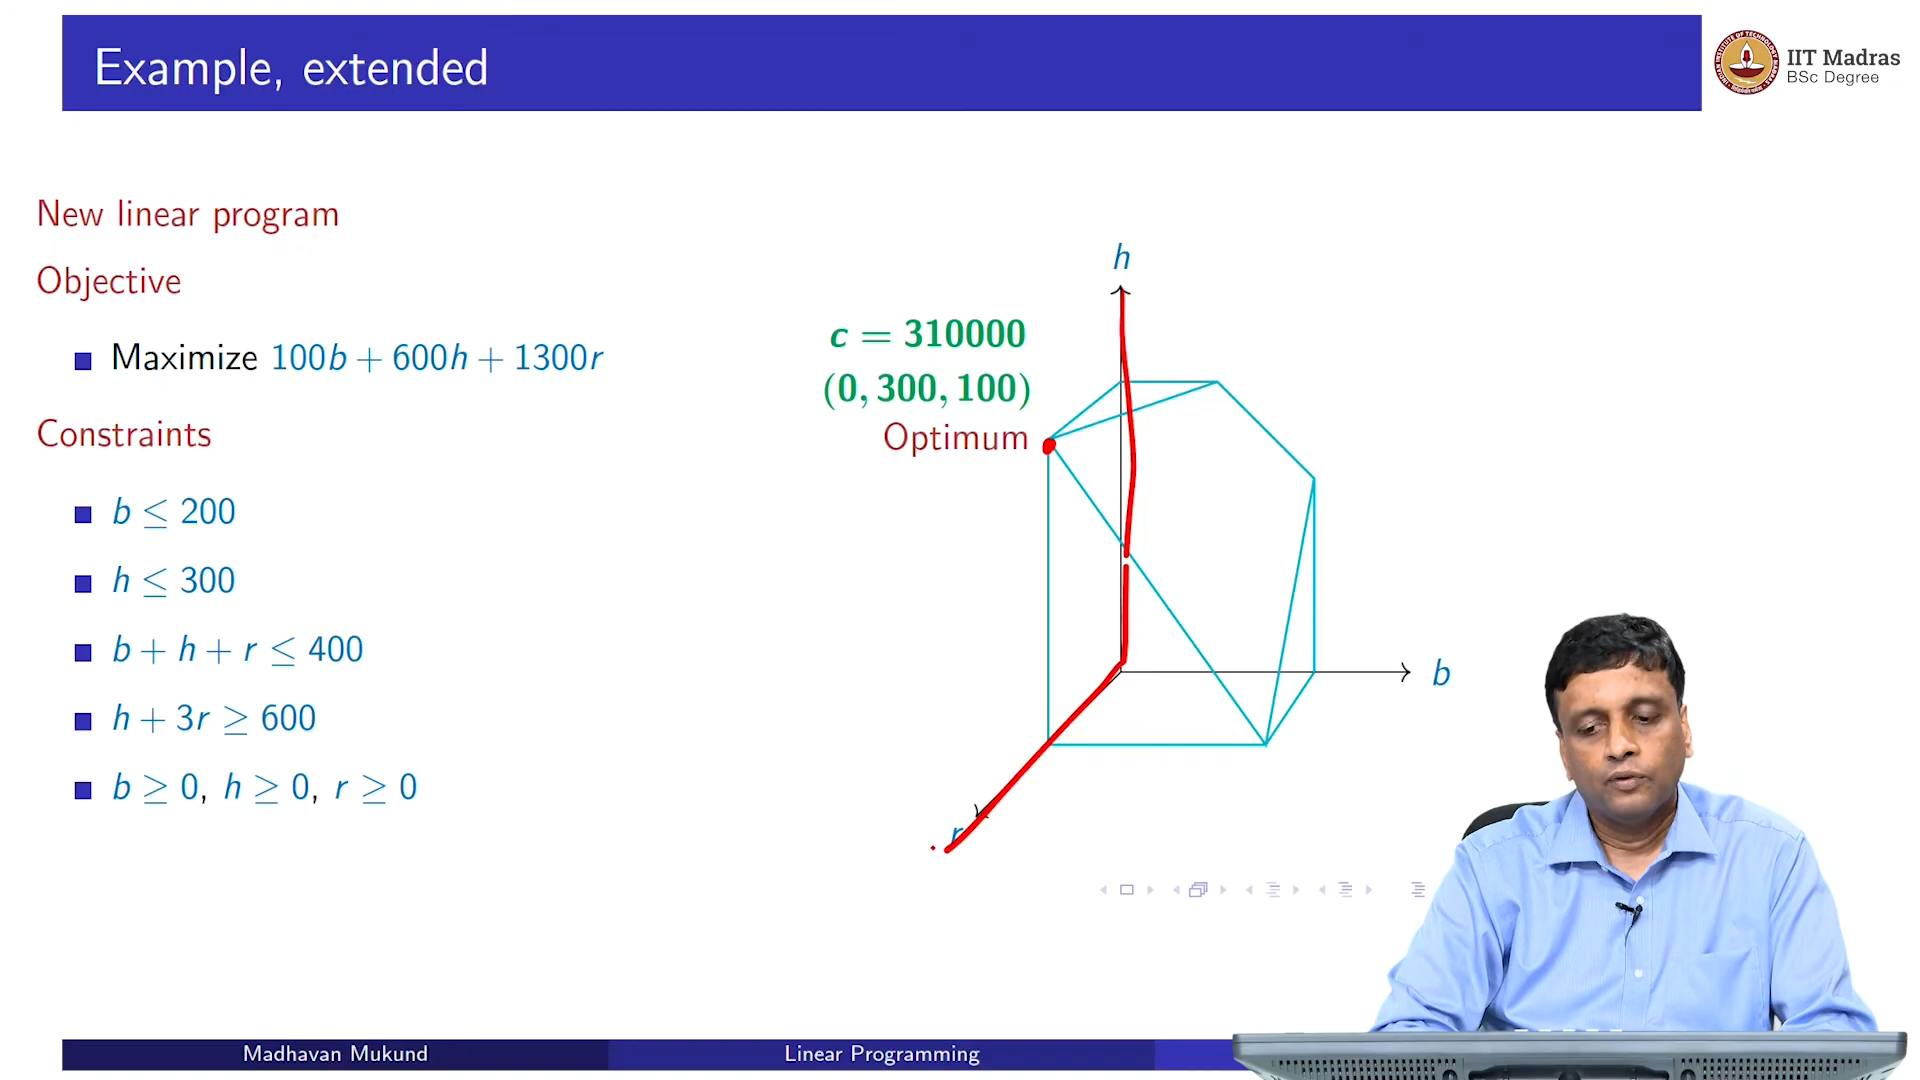 Example, extended
IIT Madras
BSc Degree
New linear program
Objective
Maximize 100b + 600h + 1300r
Constraints
b ≤ 200
h ≤ 300
b + h + r ≤ 400
h + 3r ≥ 600
b ≥ 0, h ≥ 0, r ≥ 0
h
c = 310000
(0, 300, 100)
Optimum
b
r
Madhavan Mukund
Linear Programming